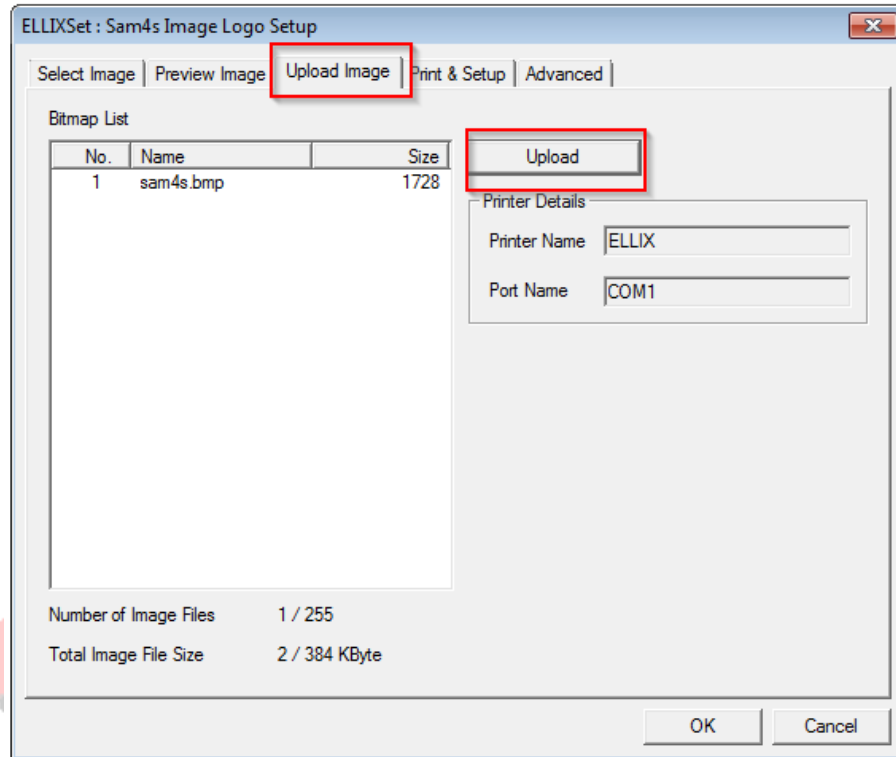 ELLIXSet : Sam4s Image Logo Setup
Select Image Preview Image Upload Image Print & Setup Advanced
Bitmap List
No. Name Size
1 sam4s.bmp 1728
Upload
Printer Details
Printer Name ELLIX
Port Name COM1
Number of Image Files 1 / 255
Total Image File Size 2 / 384 KByte
OK Cancel